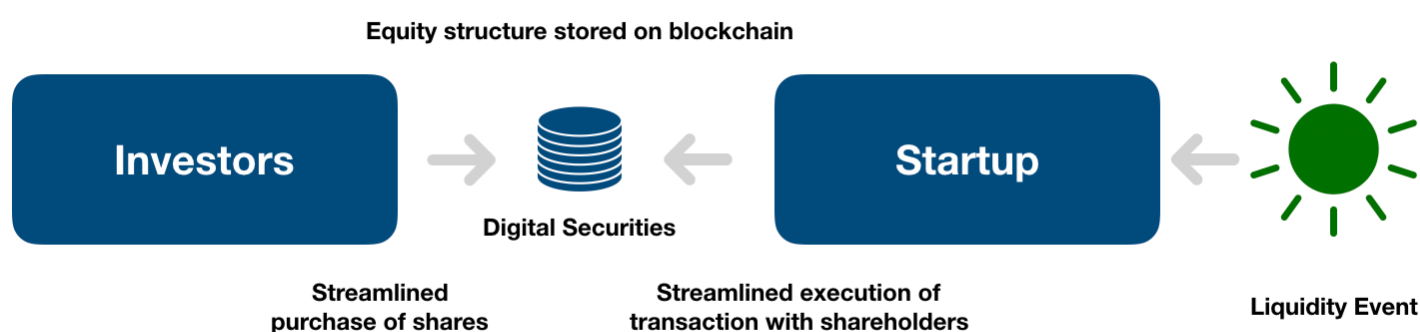 Equity structure stored on blockchain
Investors
Startup
Digital Securities
Streamlined
purchase of shares
Streamlined execution of
transaction with shareholders
Liquidity Event